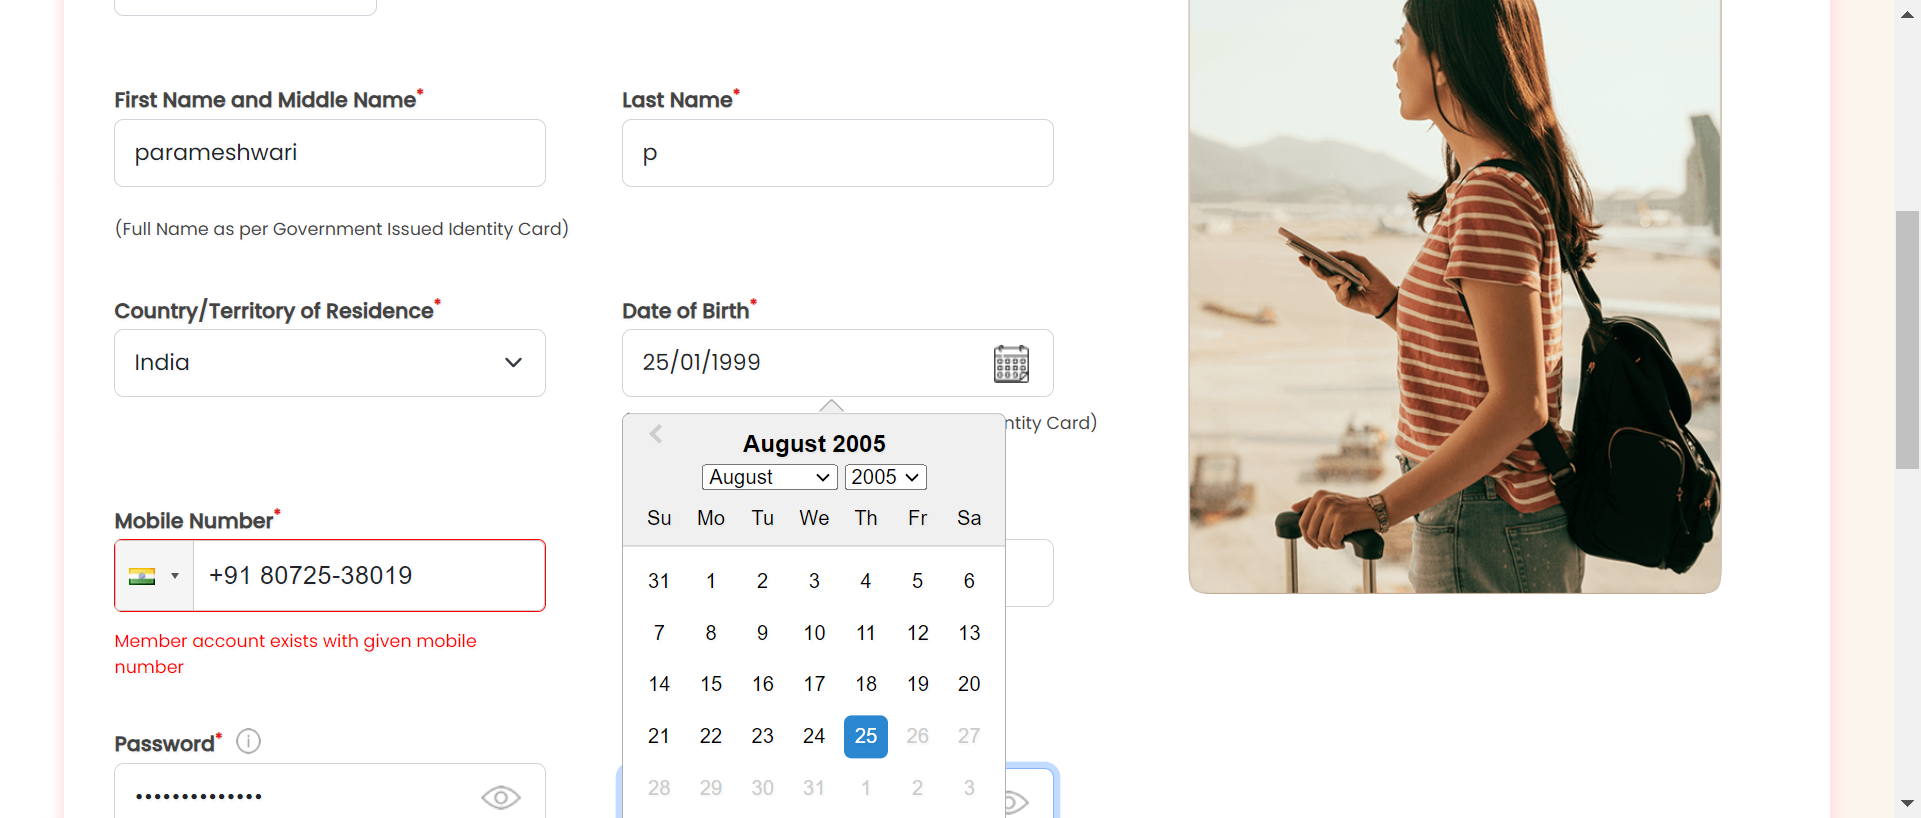 First Name and Middle Name*
Last Name*
parameshwari
p
(Full Name as per Government Issued Identity Card)
Country/Territory of Residence*
Date of Birth*
India
25/01/1999
ntity Card)
August 2005
August 2005
Su Mo Tu We Th Fr Sa
31 1 2 3 4 5 6
7 8 9 10 11 12 13
14 15 16 17 18 19 20
21 22 23 24 25 26 27
28 29 30 31 1 2 3
Mobile Number*
+91 80725-38019
Member account exists with given mobile
number
Password*